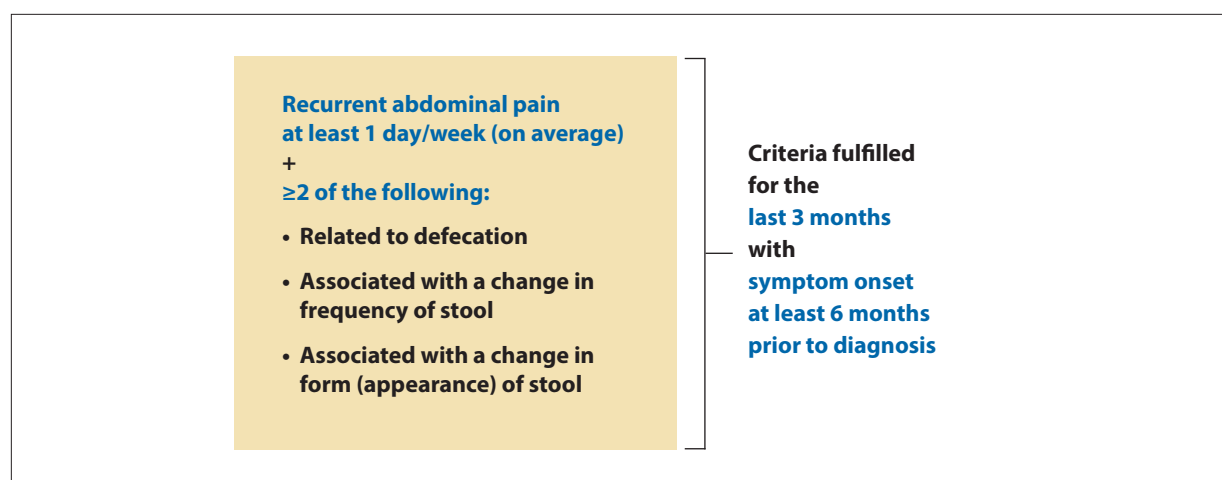 Recurrent abdominal pain
at least 1 day/week (on average)
+
≥2 of the following:
• Related to defecation
• Associated with a change in
frequency of stool
• Associated with a change in
form (appearance) of stool
Criteria fulfilled
for the
last 3 months
with
symptom onset
at least 6 months
prior to diagnosis